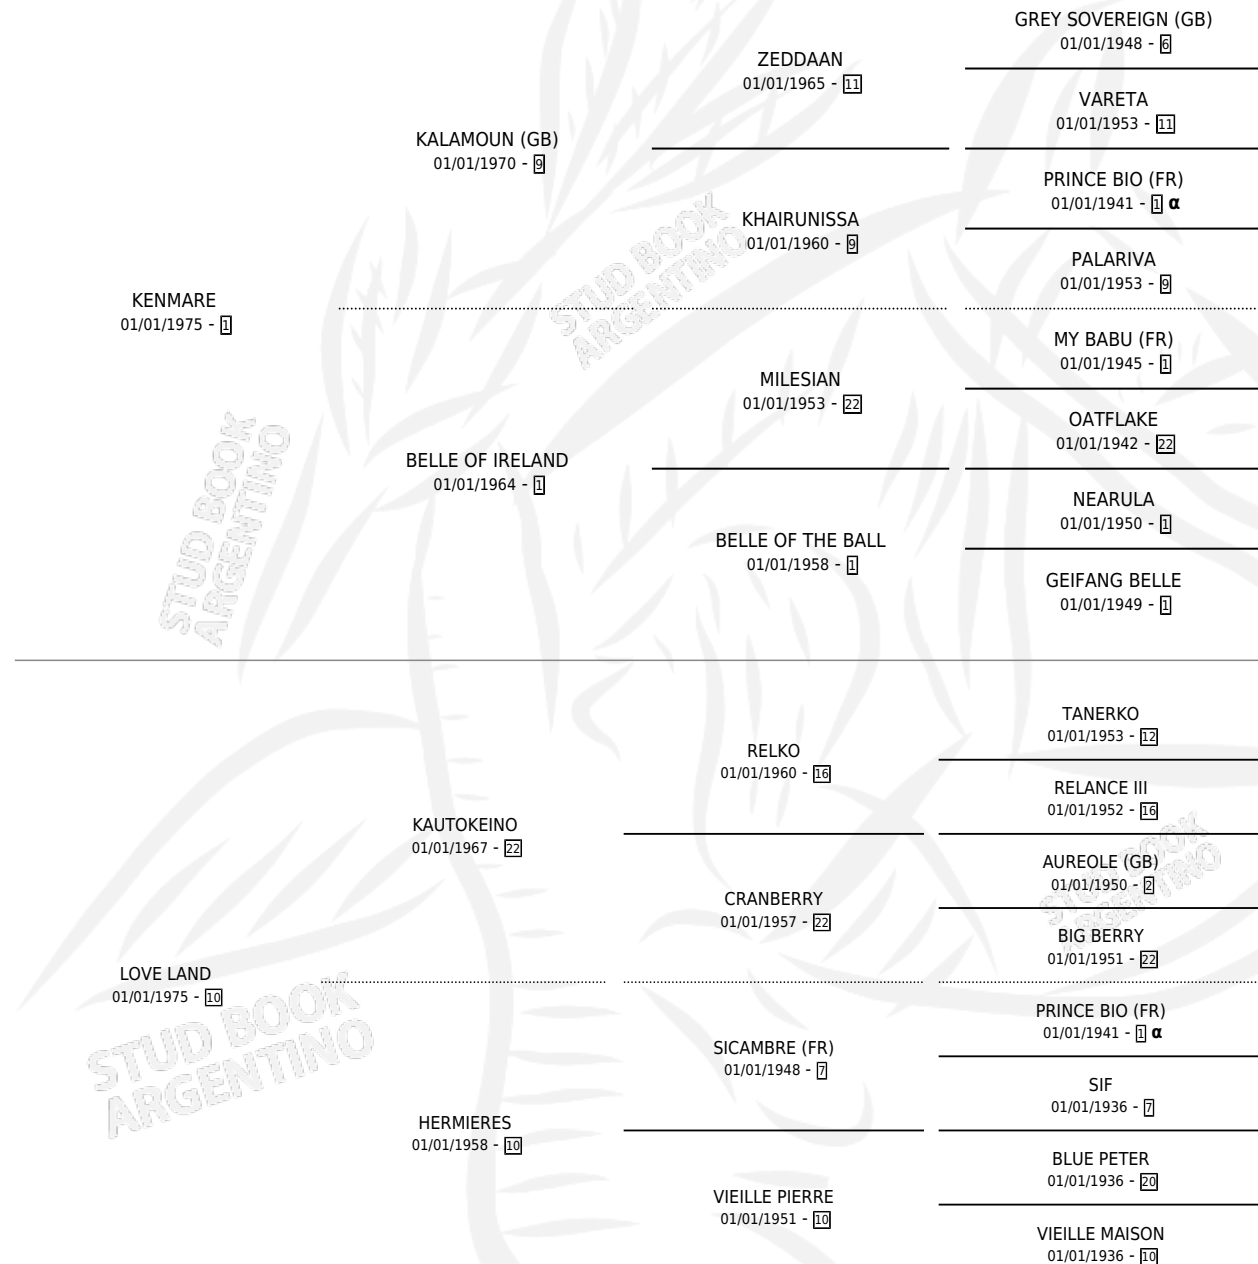 GREY SOVEREIGN (GB)
01/01/1948 - 6
ZEDDAAN
01/01/1965 - 11
VARETA
01/01/1953 - 11
KALAMOUN (GB)
01/01/1970 - 9
PRINCE BIO (FR)
01/01/1941 - 1 α
KHAIRUNISSA
01/01/1960 - 9
PALARIVA
01/01/1953 - 9
STUD BOOK
ARGENTINO
KENMARE
01/01/1975 - 1
MY BABU (FR)
01/01/1945 - 1
MILESIAN
01/01/1953 - 22
OATFLAKE
01/01/1942 - 22
BELLE OF IRELAND
01/01/1964 - 1
NEARULA
01/01/1950 - 1
BELLE OF THE BALL
01/01/1958 - 1
GEIFANG BELLE
01/01/1949 - 1
STUD BOOK
ARGENTINO
TANERKO
01/01/1953 - 12
RELKO
01/01/1960 - 16
RELANCE III
01/01/1952 - 16
KAUTOKEINO
01/01/1967 - 22
AUREOLE (GB)
01/01/1950 - 2
CRANBERRY
01/01/1957 - 22
STUD BOOK
ARGENTINO
BIG BERRY
01/01/1951 - 22
LOVE LAND
01/01/1975 - 10
PRINCE BIO (FR)
01/01/1941 - 1 α
SICAMBRE (FR)
01/01/1948 - 7
STUD BOOK
ARGENTINO
SIF
01/01/1936 - 7
HERMIERES
01/01/1958 - 10
BLUE PETER
01/01/1936 - 20
VIEILLE PIERRE
01/01/1951 - 10
VIEILLE MAISON
01/01/1936 - 10